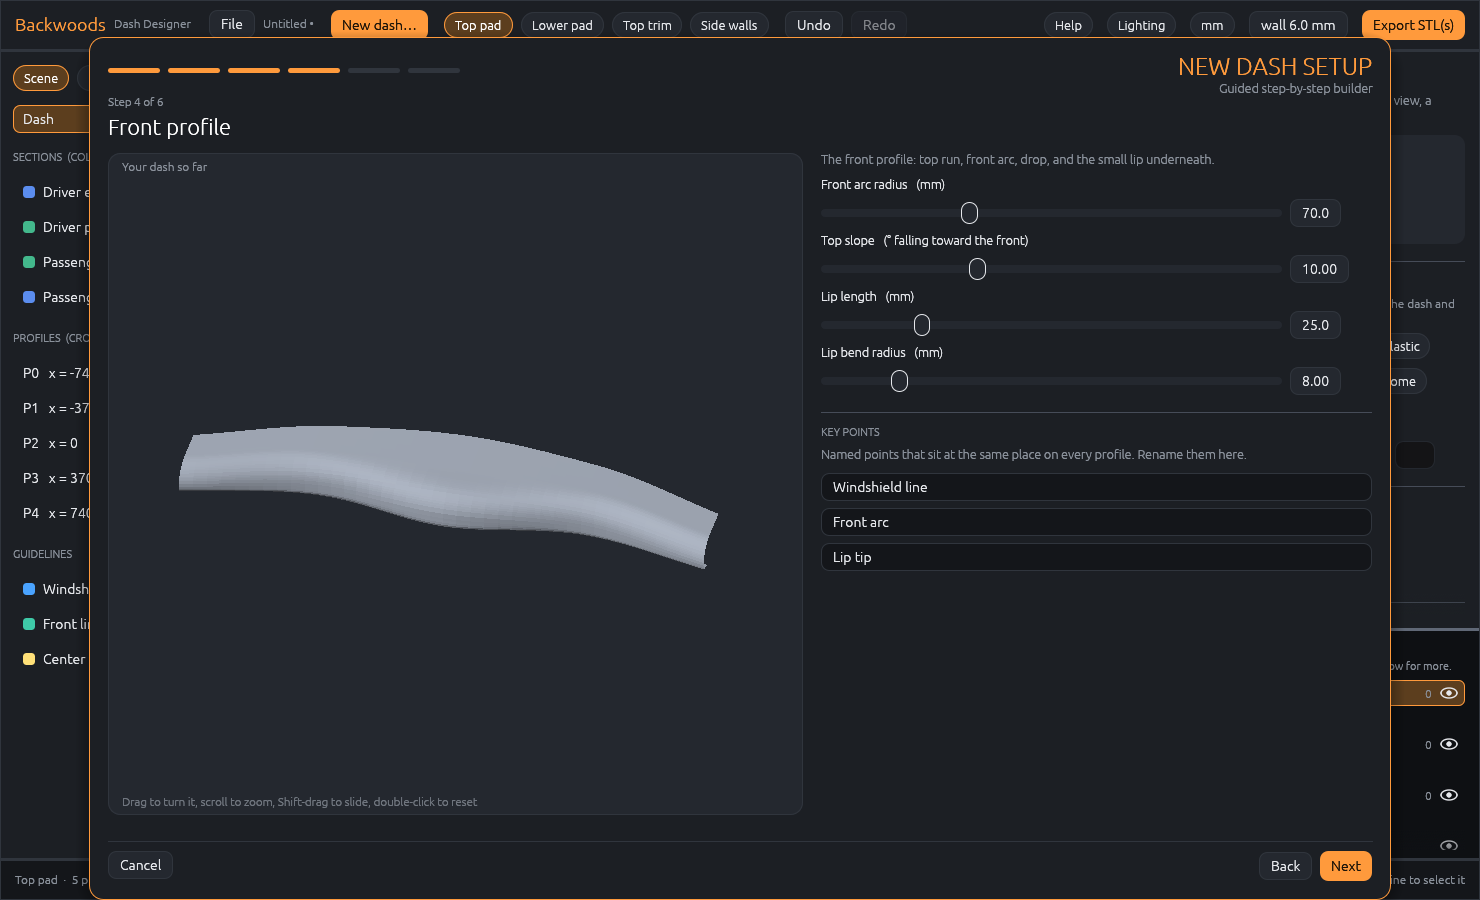 Backwoods Dash Designer File Untitled • New dash... Top pad Lower pad Top trim Side walls Undo Redo Help Lighting mm wall 6.0 mm Export STL(s)
NEW DASH SETUP
Guided step-by-step builder
Step 4 of 6
Front profile
Your dash so far
Drag to turn it, scroll to zoom, Shift-drag to slide, double-click to reset
The front profile: top run, front arc, drop, and the small lip underneath.
Front arc radius (mm)
70.0
Top slope (° falling toward the front)
10.00
Lip length (mm)
25.0
Lip bend radius (mm)
8.00
KEY POINTS
Named points that sit at the same place on every profile. Rename them here.
Windshield line
Front arc
Lip tip
Cancel Back Next
Scene
Dash
SECTIONS (COL
Driver e
Driver p
Passeng
Passeng
PROFILES (CRO
P0 x = -74
P1 x = -37
P2 x = 0
P3 x = 370
P4 x = 740
GUIDELINES
Windsh
Front lin
Center
Top pad · 5 p
view, a
he dash and
lastic
ome
ow for more.
0
0
0
ine to select it